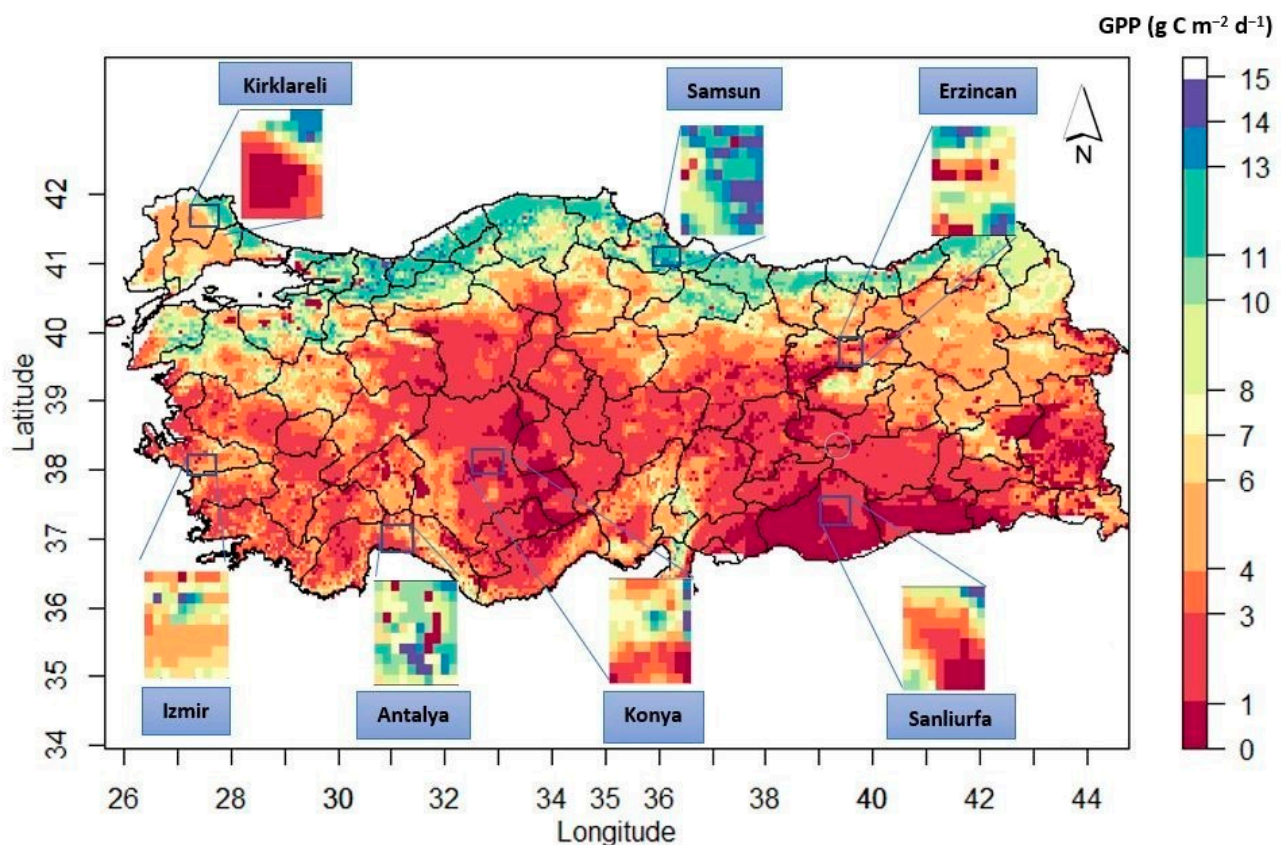 GPP (g C m⁻² d⁻¹)
Kirklareli
Samsun
Erzincan
N
15
14
13
11
10
8
7
6
4
3
1
0
42
41
40
39
38
37
36
35
34
Latitude
Izmir
Antalya
Konya
Sanliurfa
26 28 30 32 34 35 36 38 40 42 44
Longitude